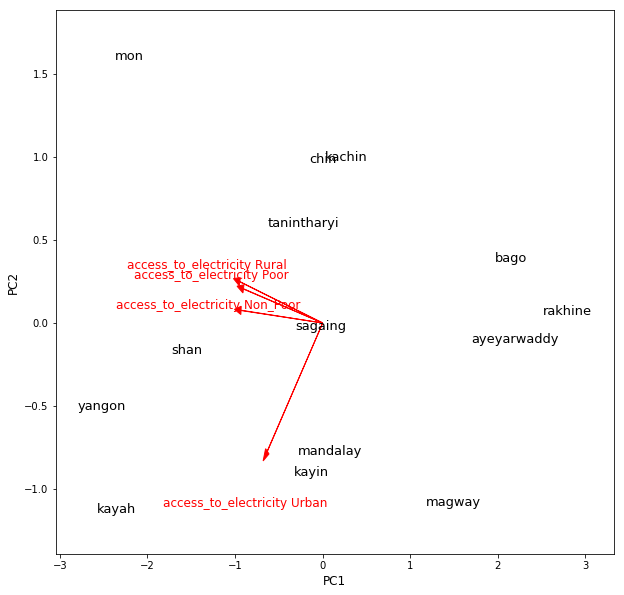 mon
1.5
1.0
chin
kachin
tanintharyi
0.5
bago
access_to_electricity Rural
access_to_electricity Poor
access_to_electricity Non_Poor
rakhine
PC2
0.0
sagaing
ayeyarwaddy
shan
−0.5
yangon
mandalay
kayin
−1.0
access_to_electricity Urban
magway
kayah
−3 −2 −1 0 1 2 3
PC1